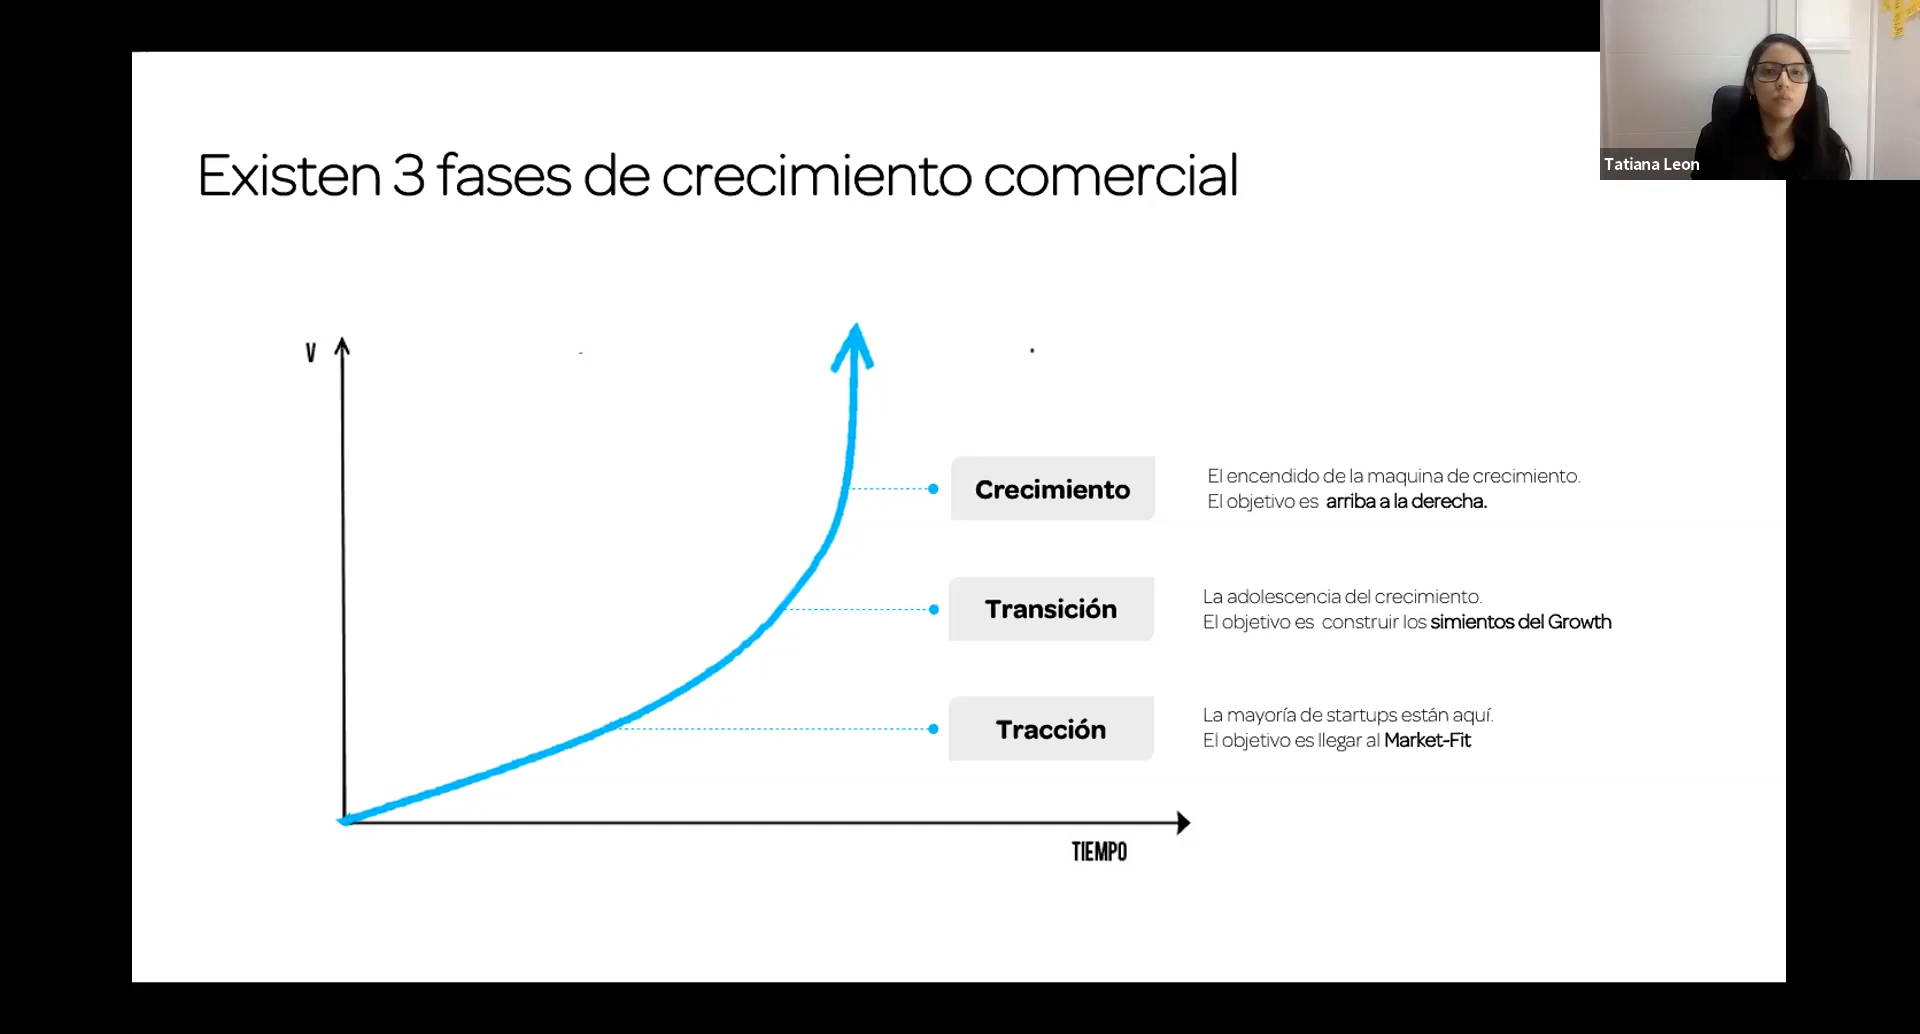 Tatiana Leon
Existen 3 fases de crecimiento comercial
V
Crecimiento
El encendido de la maquina de crecimiento.
El objetivo es arriba a la derecha.
Transición
La adolescencia del crecimiento.
El objetivo es construir los simientos del Growth
Tracción
La mayoría de startups están aquí.
El objetivo es llegar al Market-Fit
TIEMPO